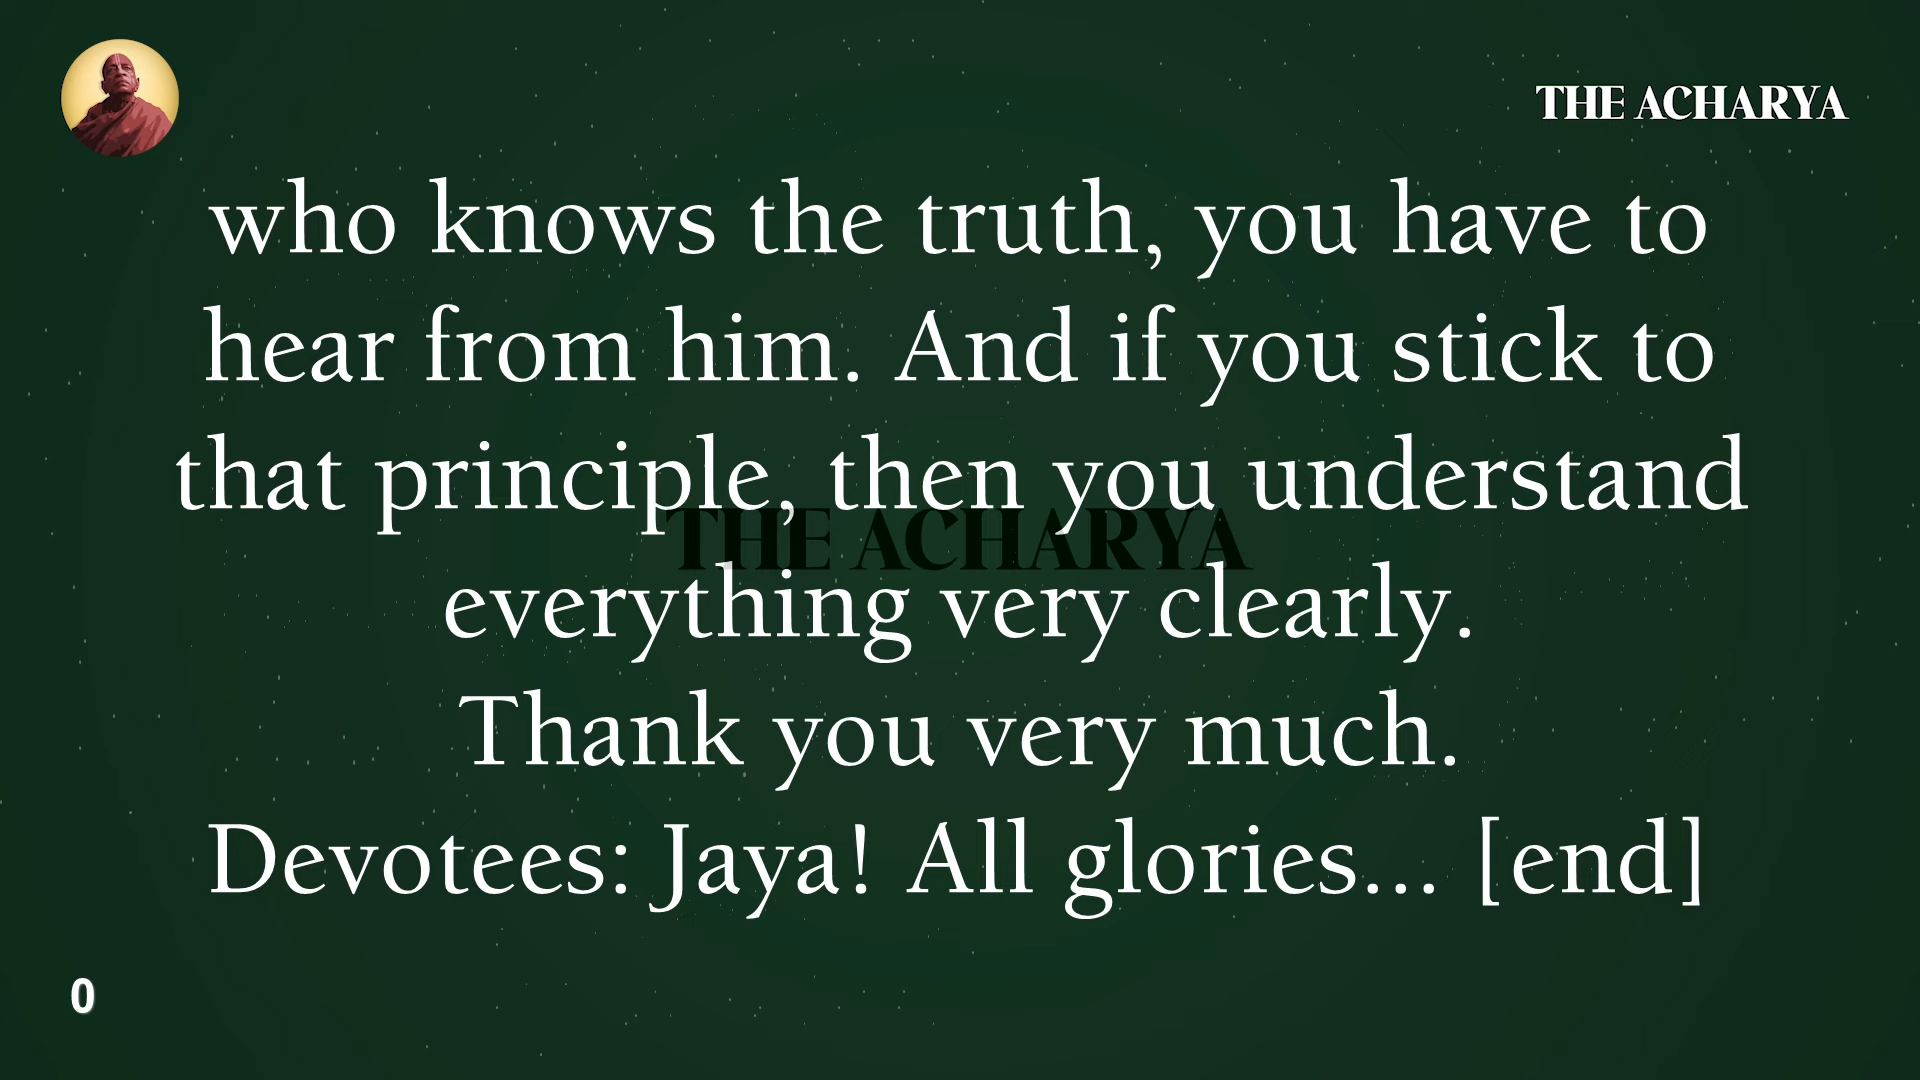 THE ACHARYA
who knows the truth, you have to
hear from him. And if you stick to
that principle, then you understand
THE ACHARYA
everything very clearly.
Thank you very much.
Devotees: Jaya! All glories... [end]
0